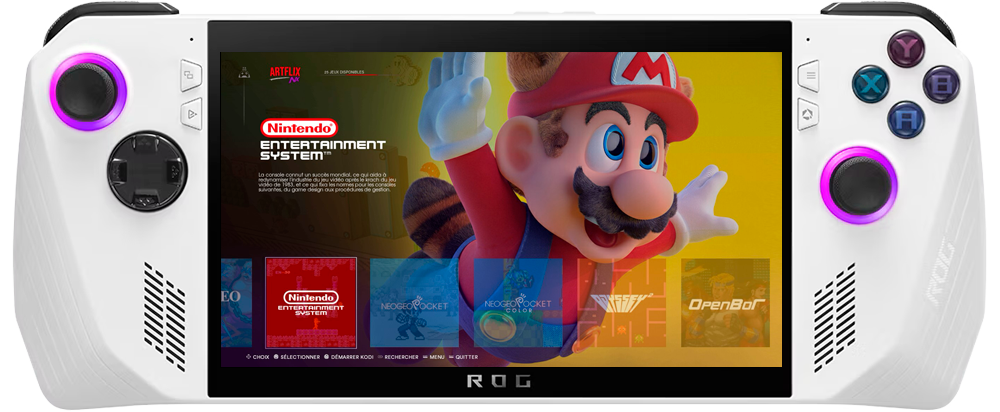 ARTFLIX
NX
25 JEUX DISPONIBLES
Nintendo®
ENTERTAINMENT
SYSTEM™
La console connut un succès mondial, ce qui aida à
redynamiser l'industrie du jeu vidéo après le krach du jeu
vidéo de 1983, et ce qui fixa les normes pour les consoles
suivantes, du game design aux procédures de gestion.
M
Y
X
B
A
EO
Nintendo
ENTERTAINMENT
SYSTEM
NEOGEO POCKET
NEOGEO POCKET
COLOR
ODYSSEY²
OPENBOR
CHOIX SÉLECTIONNER DÉMARRER KODI RECHERCHER MENU QUITTER
ROG
ROG